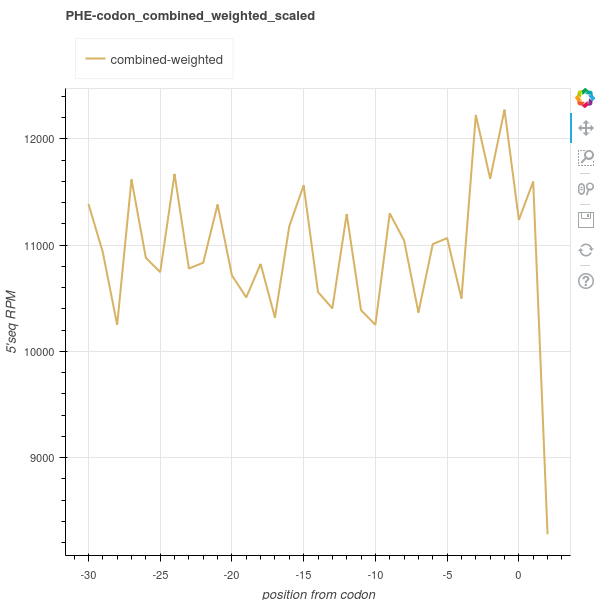 PHE-codon_combined_weighted_scaled
combined-weighted
12000
11000
10000
9000
5'seq RPM
-30 -25 -20 -15 -10 -5 0
position from codon